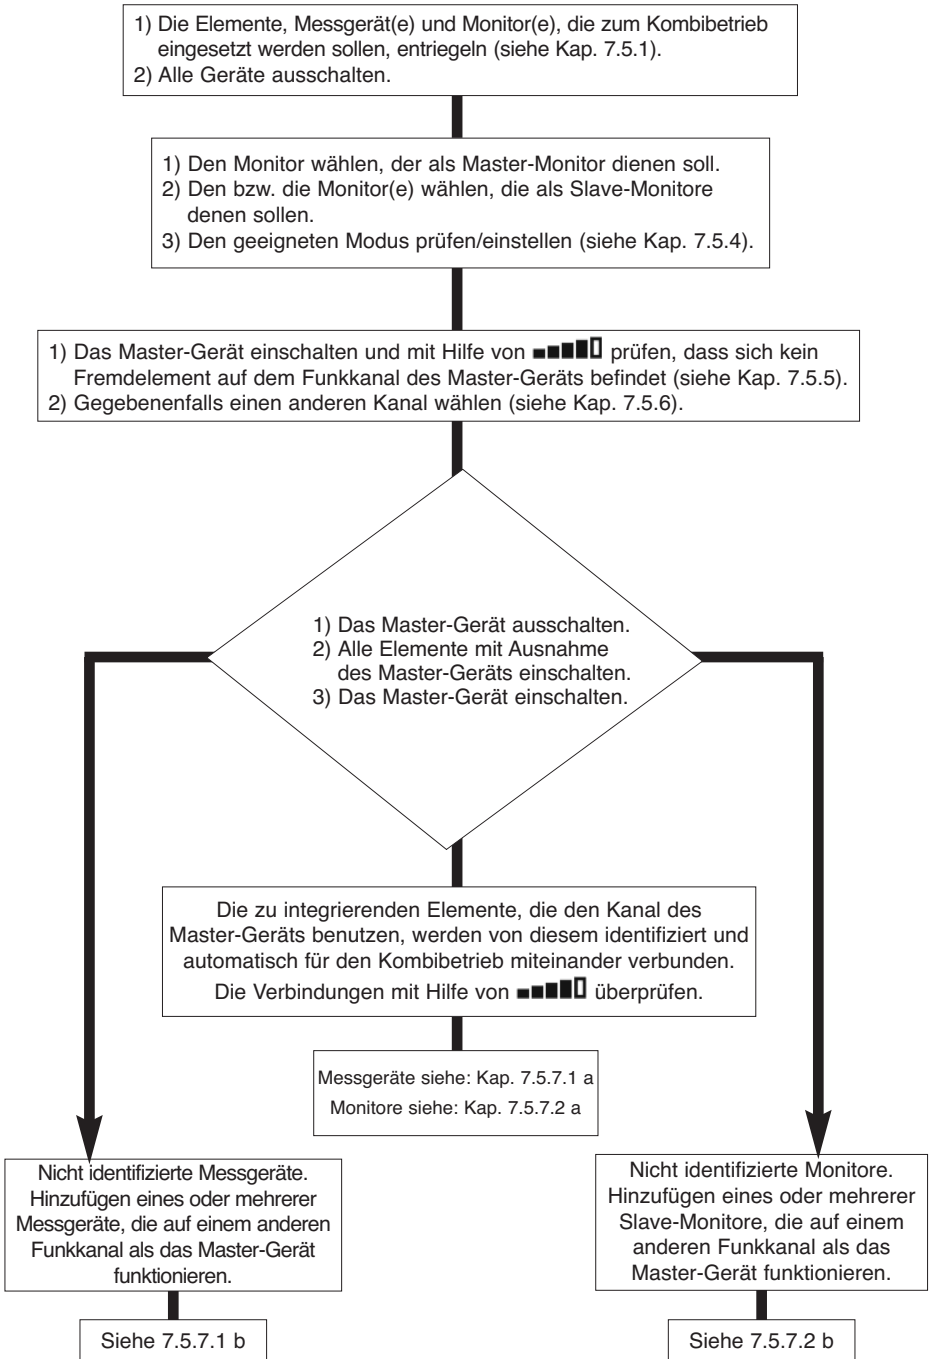 1) Die Elemente, Messgerät(e) und Monitor(e), die zum Kombibetrieb
eingesetzt werden sollen, entriegeln (siehe Kap. 7.5.1).
2) Alle Geräte ausschalten.
1) Den Monitor wählen, der als Master-Monitor dienen soll.
2) Den bzw. die Monitor(e) wählen, die als Slave-Monitore
denen sollen.
3) Den geeigneten Modus prüfen/einstellen (siehe Kap. 7.5.4).
1) Das Master-Gerät einschalten und mit Hilfe von prüfen, dass sich kein
Fremdelement auf dem Funkkanal des Master-Geräts befindet (siehe Kap. 7.5.5).
2) Gegebenenfalls einen anderen Kanal wählen (siehe Kap. 7.5.6).
1) Das Master-Gerät ausschalten.
2) Alle Elemente mit Ausnahme
des Master-Geräts einschalten.
3) Das Master-Gerät einschalten.
Die zu integrierenden Elemente, die den Kanal des
Master-Geräts benutzen, werden von diesem identifiziert und
automatisch für den Kombibetrieb miteinander verbunden.
Die Verbindungen mit Hilfe von überprüfen.
Messgeräte siehe: Kap. 7.5.7.1 a
Monitore siehe: Kap. 7.5.7.2 a
Nicht identifizierte Messgeräte.
Hinzufügen eines oder mehrerer
Messgeräte, die auf einem anderen
Funkkanal als das Master-Gerät
funktionieren.
Siehe 7.5.7.1 b
Nicht identifizierte Monitore.
Hinzufügen eines oder mehrerer
Slave-Monitore, die auf einem
anderen Funkkanal als das
Master-Gerät funktionieren.
Siehe 7.5.7.2 b